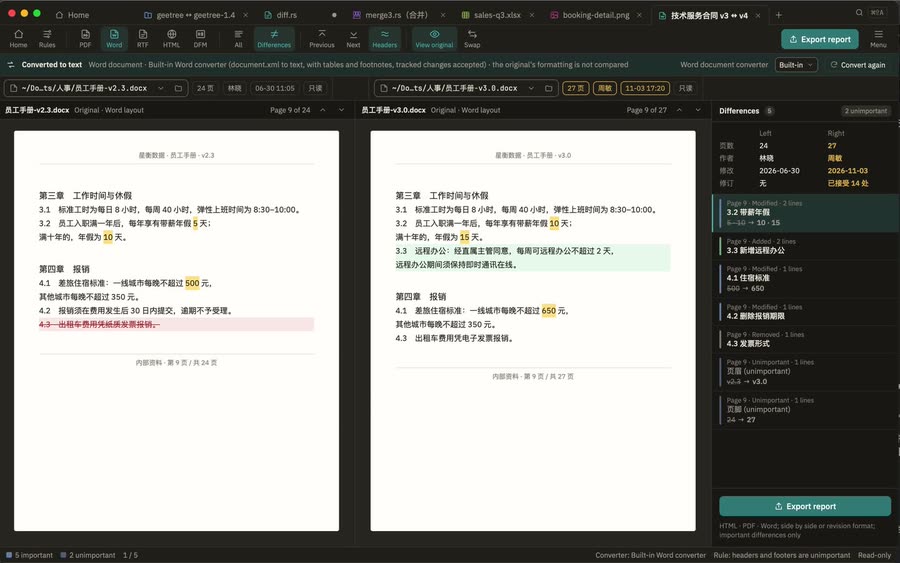 Home
geetree ↔ geetree-1.4
diff.rs
merge3.rs（合并）
sales-q3.xlsx
booking-detail.png
技术服务合同 v3 ↔ v4
Home
Rules
PDF
Word
RTF
HTML
DFM
All
Differences
Previous
Next
Headers
View original
Swap
Export report
Menu
Converted to text
Word document · Built-in Word converter (document.xml to text, with tables and footnotes, tracked changes accepted) · the original's formatting is not compared
Word document converter
Built-in
Convert again
~/Do…ts/人事/员工手册-v2.3.docx
24 页
林晓
06-30 11:05
只读
~/Do…ts/人事/员工手册-v3.0.docx
27 页
周敏
11-03 17:20
只读
员工手册-v2.3.docx Original · Word layout
Page 9 of 24
员工手册-v3.0.docx Original · Word layout
Page 9 of 27
星衡数据 · 员工手册 · v2.3
第三章 工作时间与休假
3.1 标准工时为每日 8 小时，每周 40 小时，弹性上班时间为 8:30–10:00。
3.2 员工入职满一年后，每年享有带薪年假 5 天；
满十年的，年假为 10 天。
第四章 报销
4.1 差旅住宿标准：一线城市每晚不超过 500 元，
其他城市每晚不超过 350 元。
4.2 报销须在费用发生后 30 日内提交，逾期不予受理。
4.3 出租车费用凭纸质发票报销。
内部资料 · 第 9 页 / 共 24 页
星衡数据 · 员工手册 · v3.0
第三章 工作时间与休假
3.1 标准工时为每日 8 小时，每周 40 小时，弹性上班时间为 8:30–10:00。
3.2 员工入职满一年后，每年享有带薪年假 10 天；
满十年的，年假为 15 天。
3.3 远程办公：经直属主管同意，每周可远程办公不超过 2 天，
远程办公期间须保持即时通讯在线。
第四章 报销
4.1 差旅住宿标准：一线城市每晚不超过 650 元，
其他城市每晚不超过 350 元。
4.3 出租车费用凭电子发票报销。
内部资料 · 第 9 页 / 共 27 页
Differences 5
2 unimportant
Left Right
页数 24 27
作者 林晓 周敏
修改 2026-06-30 2026-11-03
修订 无 已接受 14 处
Page 9 · Modified · 2 lines
3.2 带薪年假
5 · 10 → 10 · 15
Page 9 · Added · 2 lines
3.3 新增远程办公
Page 9 · Modified · 1 lines
4.1 住宿标准
500 → 650
Page 9 · Modified · 1 lines
4.2 删除报销期限
Page 9 · Removed · 1 lines
4.3 发票形式
Page 9 · Unimportant · 1 lines
页眉 (unimportant)
v2.3 → v3.0
Page 9 · Unimportant · 1 lines
页脚 (unimportant)
24 → 27
Export report
HTML · PDF · Word; side by side or revision format;
important differences only
5 important
2 unimportant
1 / 5
Converter: Built-in Word converter
Rule: headers and footers are unimportant
Read-only